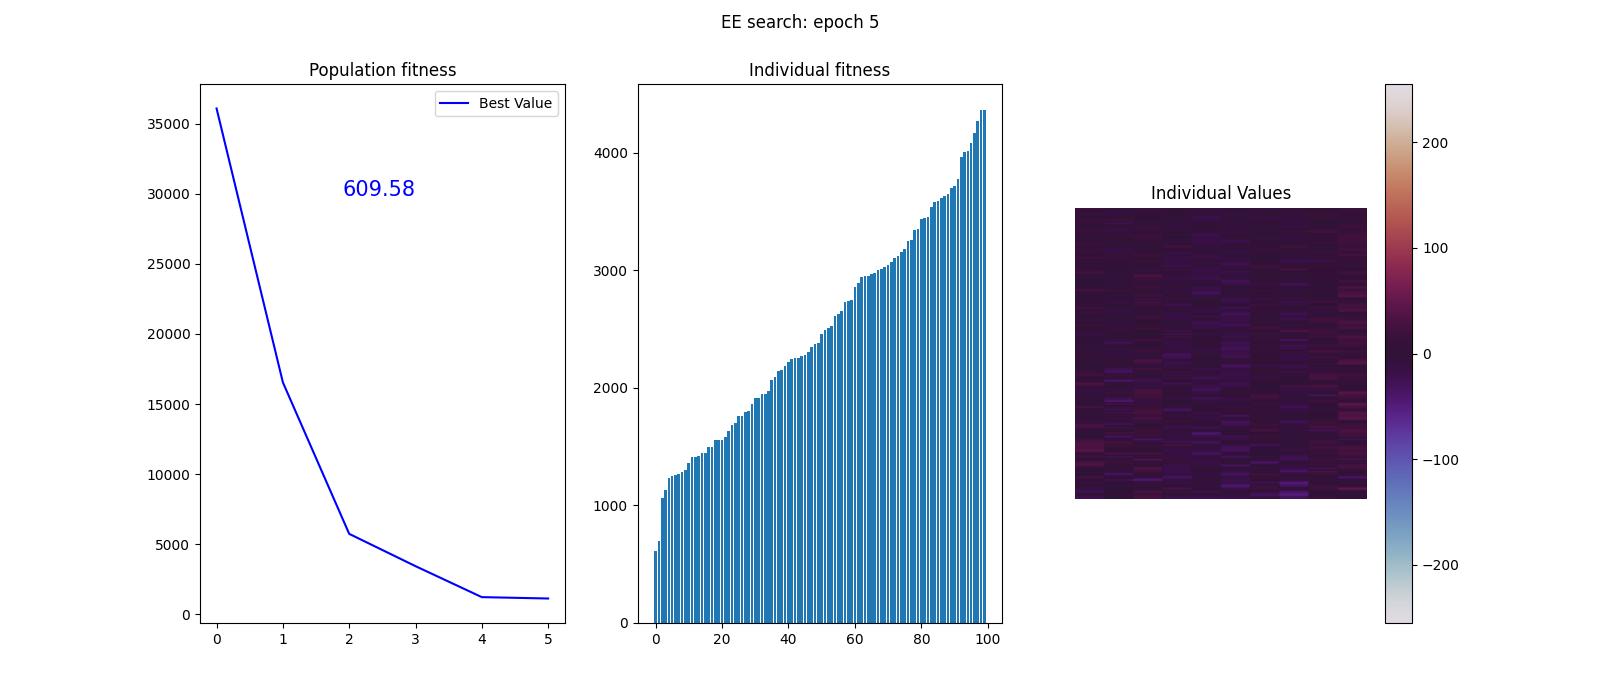 EE search: epoch 5
Population fitness
Best Value
609.58
35000
30000
25000
20000
15000
10000
5000
0
0 1 2 3 4 5
Individual fitness
4000
3000
2000
1000
0
0 20 40 60 80 100
Individual Values
200
100
0
−100
−200